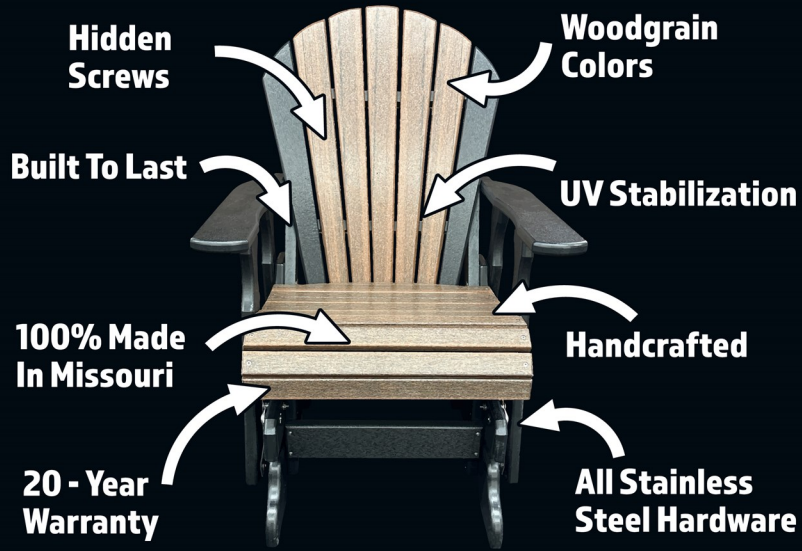 Hidden
Screws
Woodgrain
Colors
Built To Last
UV Stabilization
100% Made
In Missouri
Handcrafted
20 - Year
Warranty
All Stainless
Steel Hardware